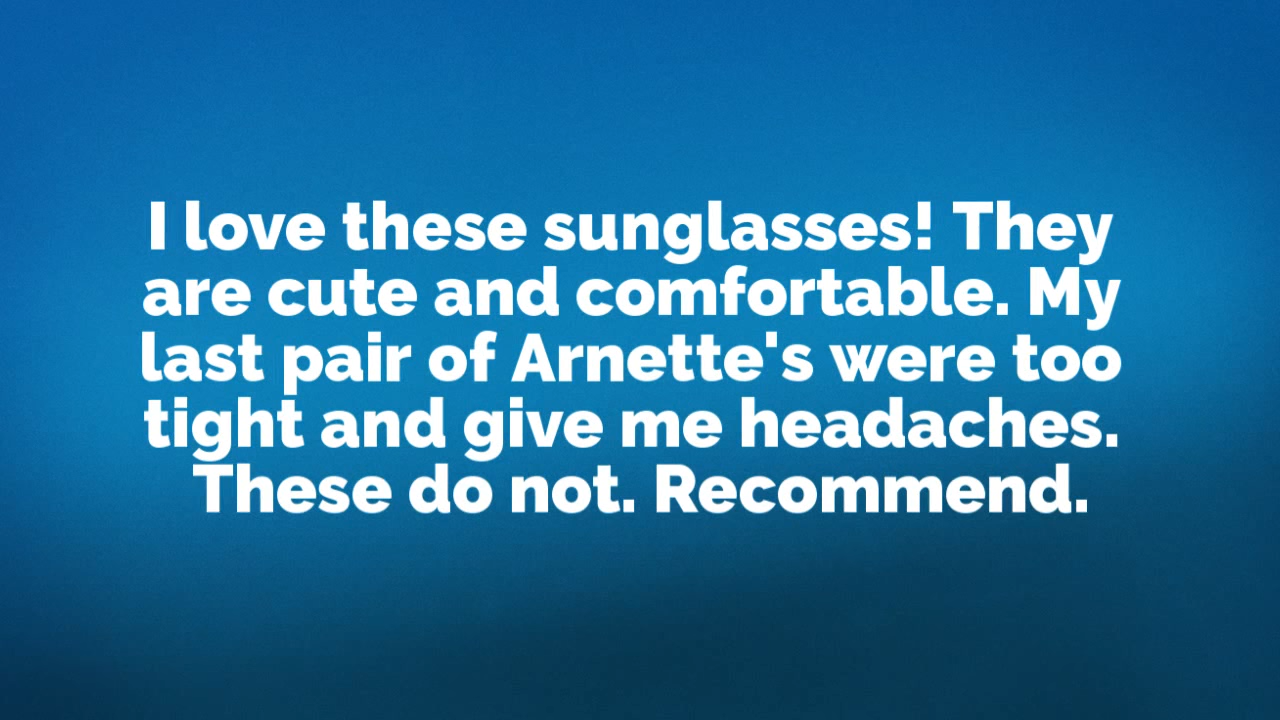 I love these sunglasses! They
are cute and comfortable. My
last pair of Arnette's were too
tight and give me headaches.
These do not. Recommend.